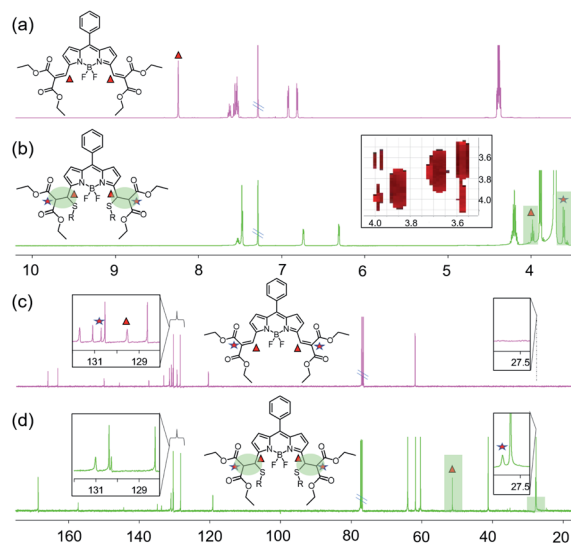 (a)
O O
O O
N N
B
F F
O O
O O
(b)
O O
O O
N N
B
F F
S S
R R
O O
O O
3.6
3.8
4.0
4.0 3.8 3.6
10 9 8 7 6 5 4
(c)
131 129
O O
O O
N N
B
F F
O O
O O
27.5
(d)
131 129
O O
O O
N N
B
F F
S S
R R
O O
O O
27.5
160 140 120 100 80 60 40 20